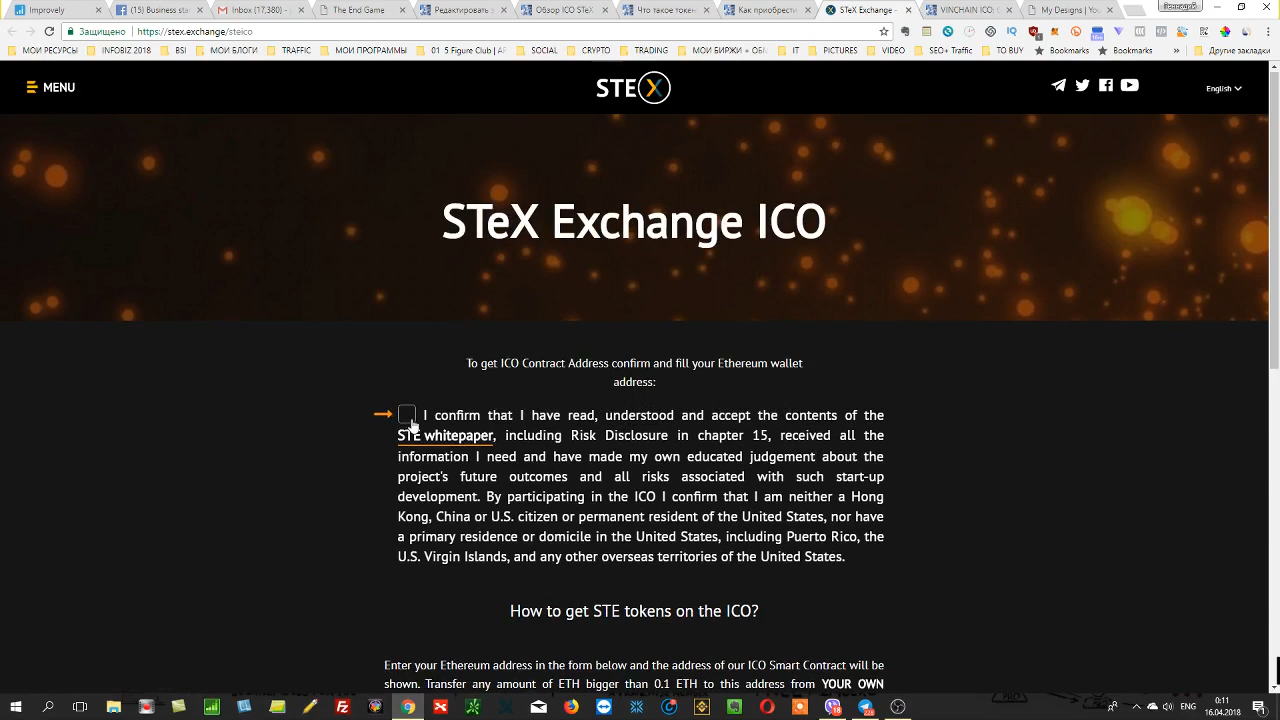 Improvely
(15) Business sta
Inbox (17,380) -
The End Game
Редактировать
Обзор ICO STeX
Что такое токен
Как приобрести
STeX Exchange -
VINCHAIN ICO:
My Designs | You
Защищено
https://stex.exchange/steico
МОИ РЕСУРСЫ
INFOBIZ 2018
МОИ БЛОГИ
TRAFFIC
МОИ ПРОГРАММЫ
01_5 Figure Day
SOCIAL
CRYPTO
TRADING
МОИ БИРЖИ + ОБМ
IT
PICTURES
VIDEO
SEO+ Traffic
TO BUY
Bookmarks
Bookmarks
»
Другие закладки
MENU
STEX
English
STeX Exchange ICO
To get ICO Contract Address confirm and fill your Ethereum wallet
address:
I confirm that I have read, understood and accept the contents of the
STE whitepaper, including Risk Disclosure in chapter 15, received all the
information I need and have made my own educated judgement about the
project's future outcomes and all risks associated with such start-up
development. By participating in the ICO I confirm that I am neither a Hong
Kong, China or U.S. citizen or permanent resident of the United States, nor have
a primary residence or domicile in the United States, including Puerto Rico, the
U.S. Virgin Islands, and any other overseas territories of the United States.
How to get STE tokens on the ICO?
Enter your Ethereum address in the form below and the address of our ICO Smart Contract will be
shown. Transfer any amount of ETH bigger than 0.1 ETH to this address from YOUR OWN
0:11
16.04.2018